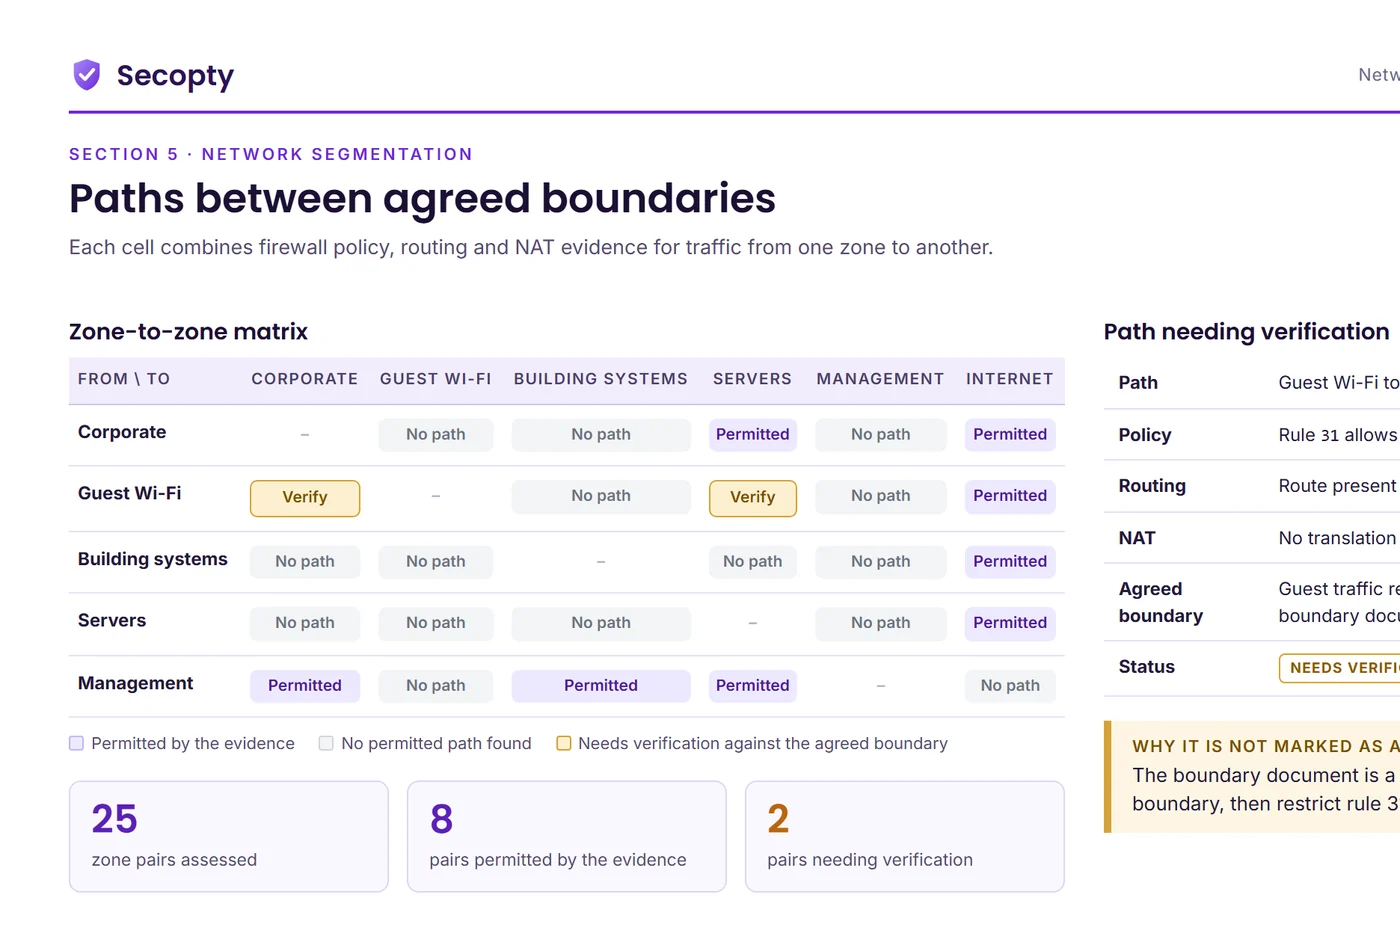 Secopty
Netw
SECTION 5 · NETWORK SEGMENTATION
Paths between agreed boundaries
Each cell combines firewall policy, routing and NAT evidence for traffic from one zone to another.
Zone-to-zone matrix
FROM \ TO CORPORATE GUEST WI-FI BUILDING SYSTEMS SERVERS MANAGEMENT INTERNET
Corporate – No path No path Permitted No path Permitted
Guest Wi-Fi Verify – No path Verify No path Permitted
Building systems No path No path – No path No path Permitted
Servers No path No path No path – No path Permitted
Management Permitted No path Permitted Permitted – No path
Permitted by the evidence No permitted path found Needs verification against the agreed boundary
25
zone pairs assessed
8
pairs permitted by the evidence
2
pairs needing verification
Path needing verification
Path Guest Wi-Fi to
Policy Rule 31 allows
Routing Route present
NAT No translation
Agreed boundary Guest traffic re
boundary docu
Status NEEDS VERIFI
WHY IT IS NOT MARKED AS A
The boundary document is a
boundary, then restrict rule 3